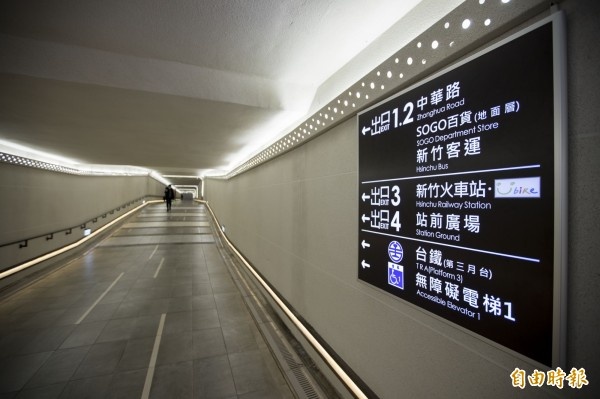 ←出口 EXIT 1.2 中華路
Zhonghua Road
SOGO百貨(地面層)
SOGO Department Store
新竹客運
Hsinchu Bus
←出口 EXIT 3 新竹火車站·Ubike
Hsinchu Railway Station
←出口 EXIT 4 站前廣場
Station Ground
← 台鐵(第三月台)
TRA(Platform 3)
← 無障礙電梯1
Accessible Elevator 1
自由時報